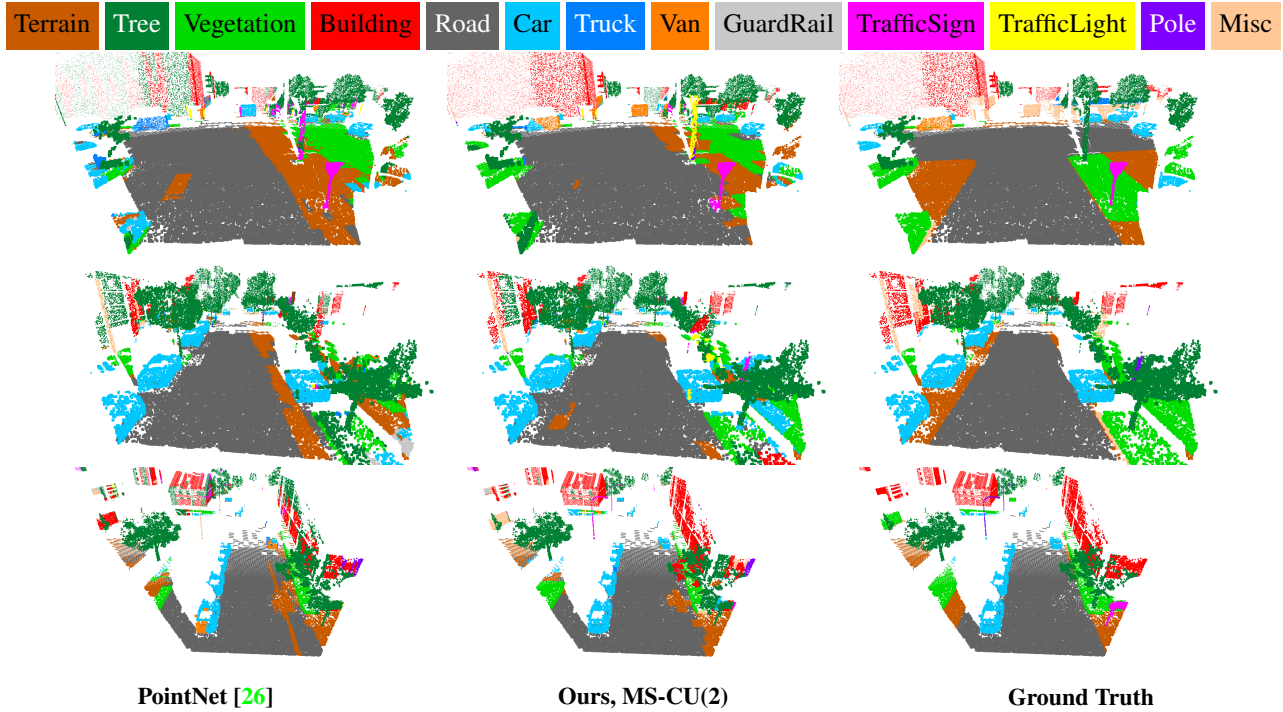 Terrain Tree Vegetation Building Road Car Truck Van GuardRail TrafficSign TrafficLight Pole Misc
PointNet [26] Ours, MS-CU(2) Ground Truth